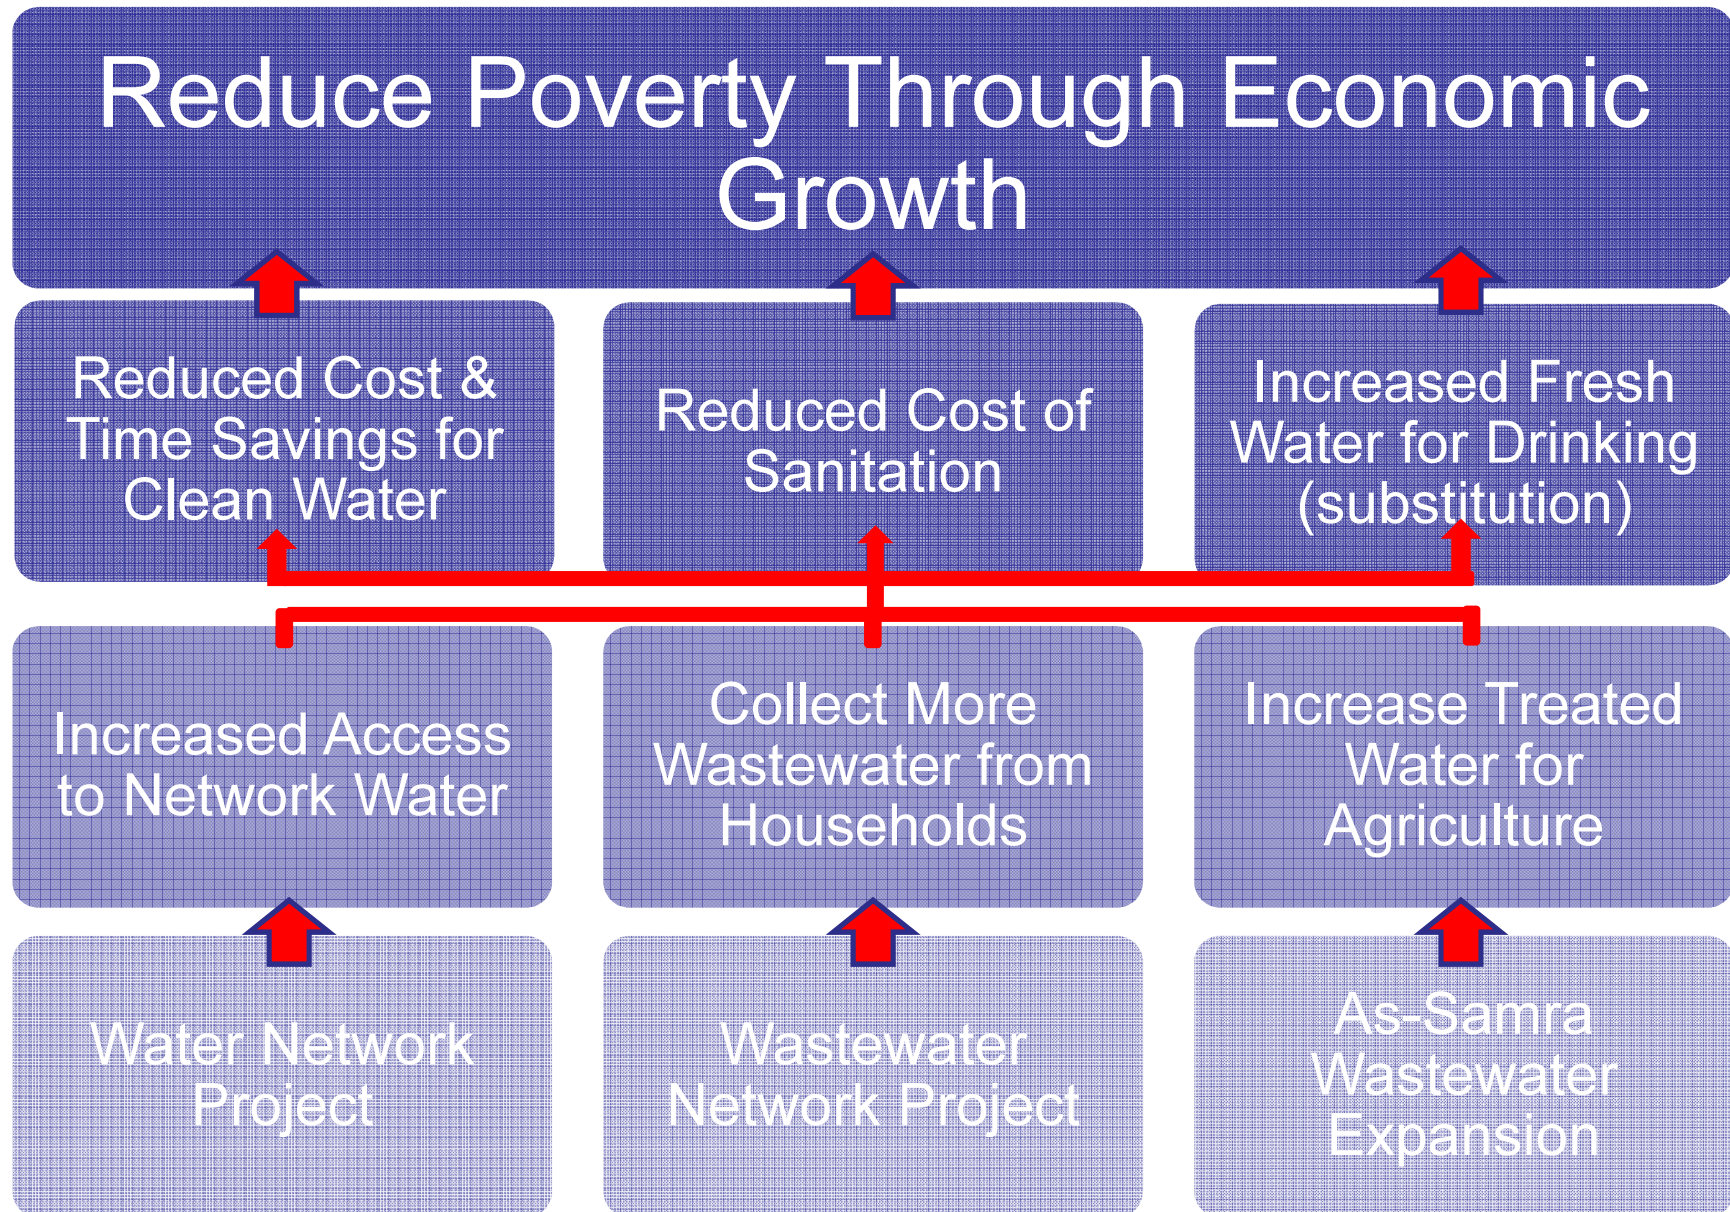 Reduce Poverty Through Economic
Growth
Reduced Cost &
Time Savings for
Clean Water
Reduced Cost of
Sanitation
Increased Fresh
Water for Drinking
(substitution)
Increased Access
to Network Water
Collect More
Wastewater from
Households
Increase Treated
Water for
Agriculture
Water Network
Project
Wastewater
Network Project
As-Samra
Wastewater
Expansion